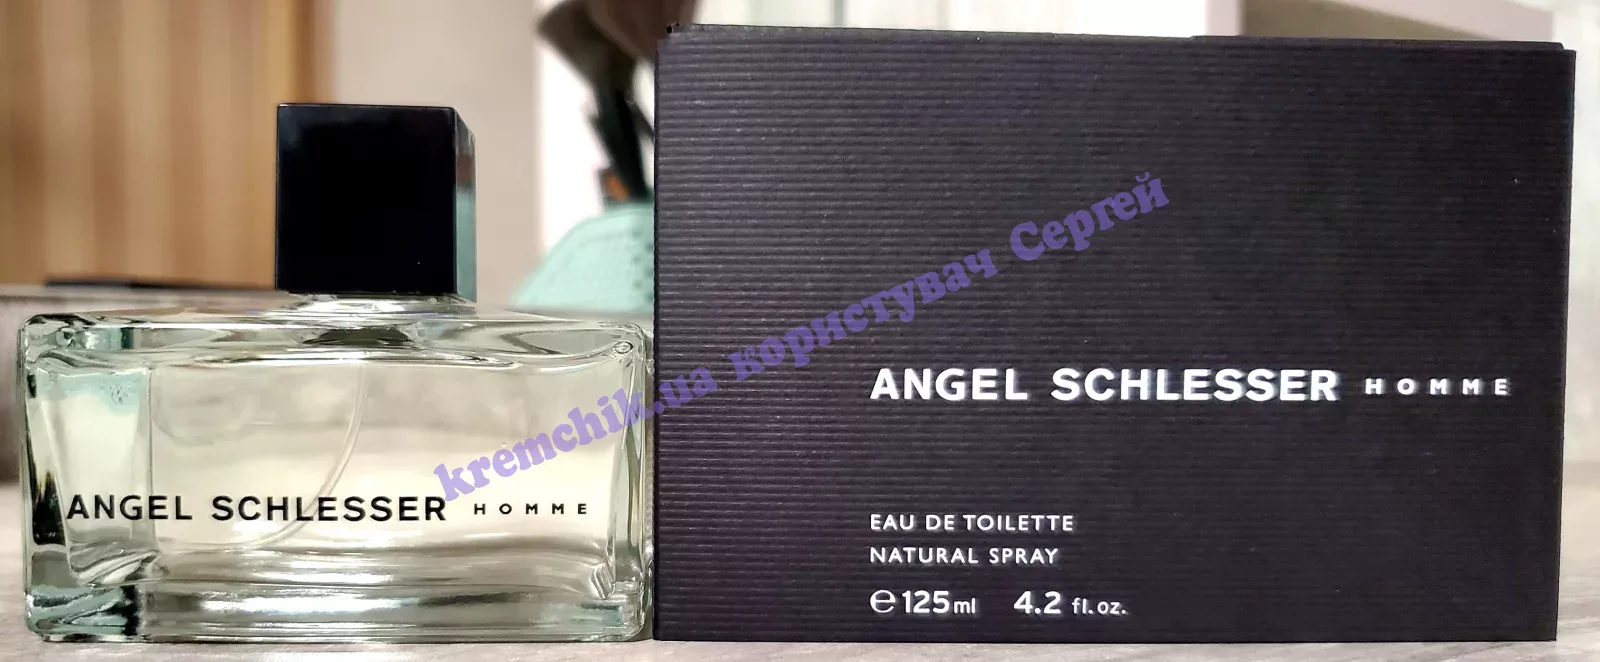 ANGEL SCHLESSER HOMME
ANGEL SCHLESSER HOMME
EAU DE TOILETTE
NATURAL SPRAY
℮125ml 4.2 fl.oz.
kremchik.ua користувач Сергей